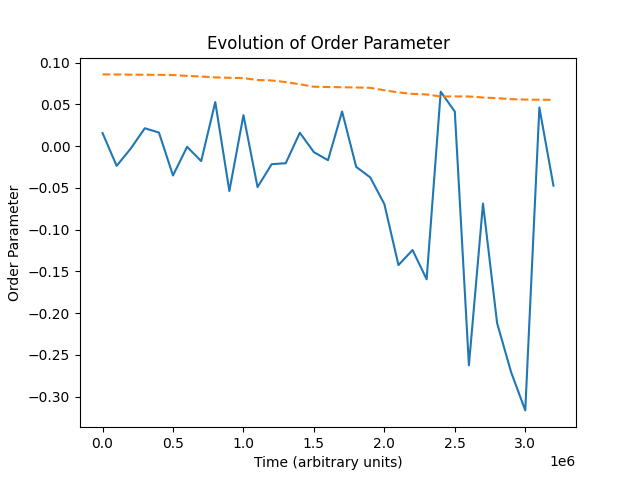 Evolution of Order Parameter
0.10
0.05
0.00
−0.05
−0.10
−0.15
−0.20
−0.25
−0.30
Order Parameter
0.0 0.5 1.0 1.5 2.0 2.5 3.0
1e6
Time (arbitrary units)